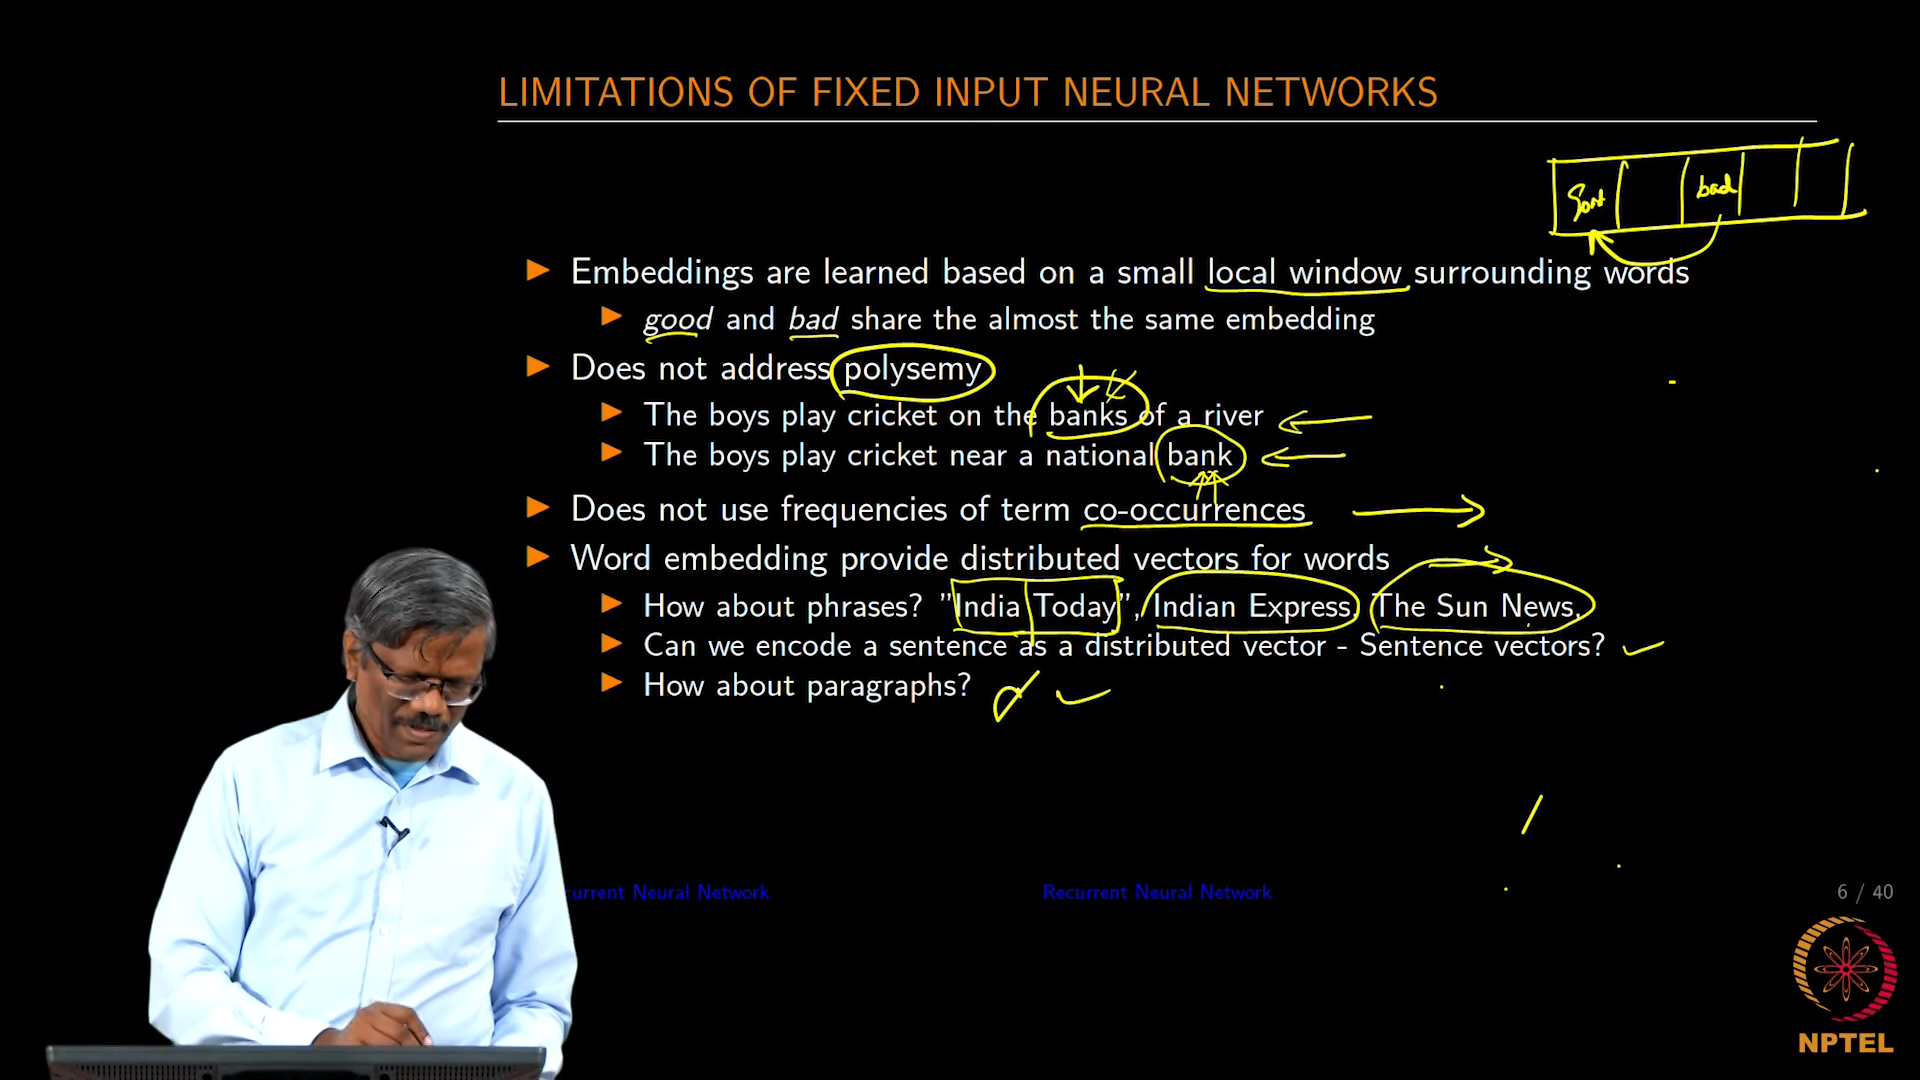 LIMITATIONS OF FIXED INPUT NEURAL NETWORKS
bad
Embeddings are learned based on a small local window surrounding words
good and bad share the almost the same embedding
Does not address polysemy
The boys play cricket on the banks of a river
The boys play cricket near a national bank
Does not use frequencies of term co-occurrences
Word embedding provide distributed vectors for words
How about phrases? "India Today", Indian Express, The Sun News,
Can we encode a sentence as a distributed vector - Sentence vectors?
How about paragraphs?
current Neural Network
Recurrent Neural Network
6 / 40
NPTEL